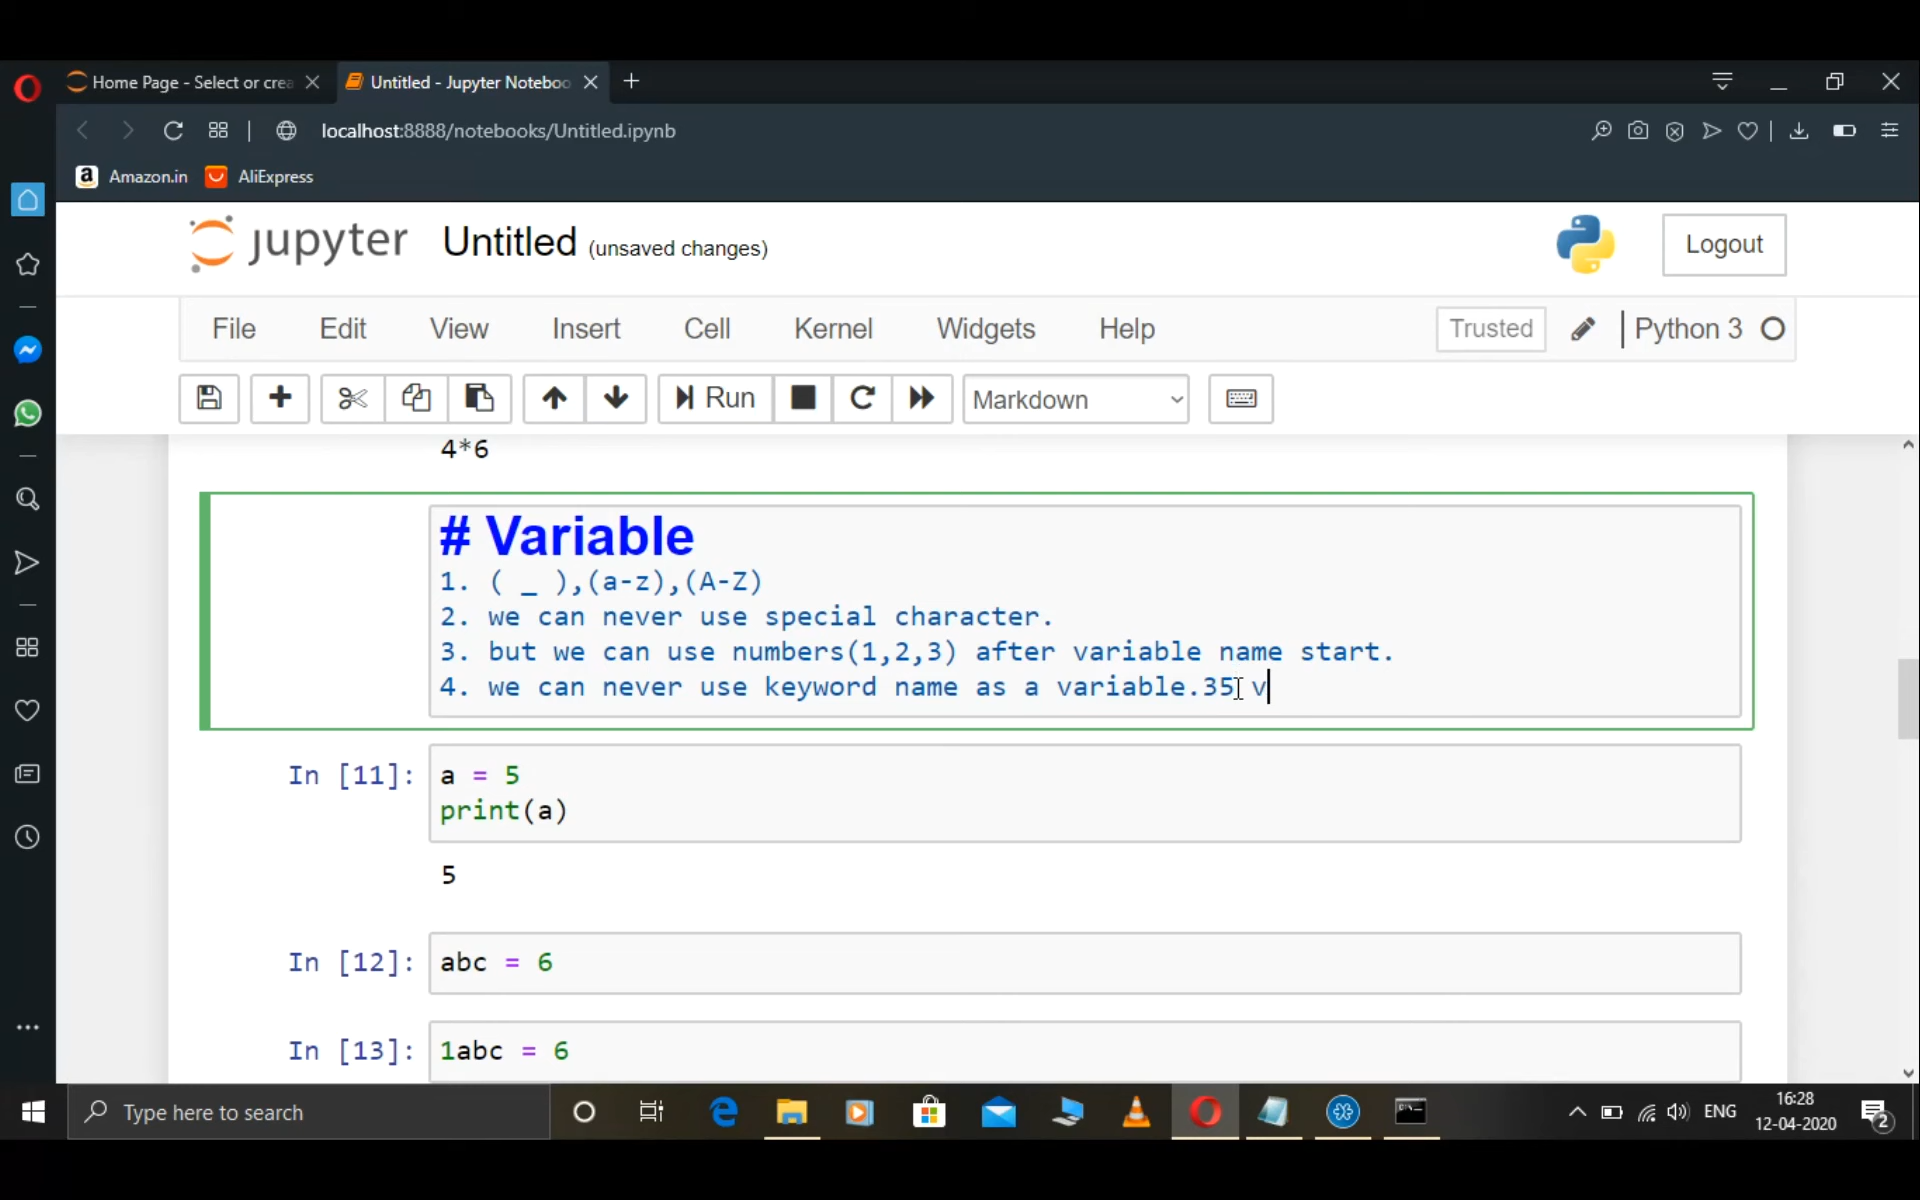 Home Page - Select or crea
Untitled - Jupyter Noteboo
localhost:8888/notebooks/Untitled.ipynb
Amazon.in
AliExpress
jupyter
Untitled (unsaved changes)
Logout
File Edit View Insert Cell Kernel Widgets Help
Trusted
Python 3
Run
Markdown
4*6
# Variable
1. ( _ ),(a-z),(A-Z)
2. we can never use special character.
3. but we can use numbers(1,2,3) after variable name start.
4. we can never use keyword name as a variable.35 v
In [11]: a = 5
print(a)
5
In [12]: abc = 6
In [13]: 1abc = 6
Type here to search
ENG
16:28
12-04-2020
2